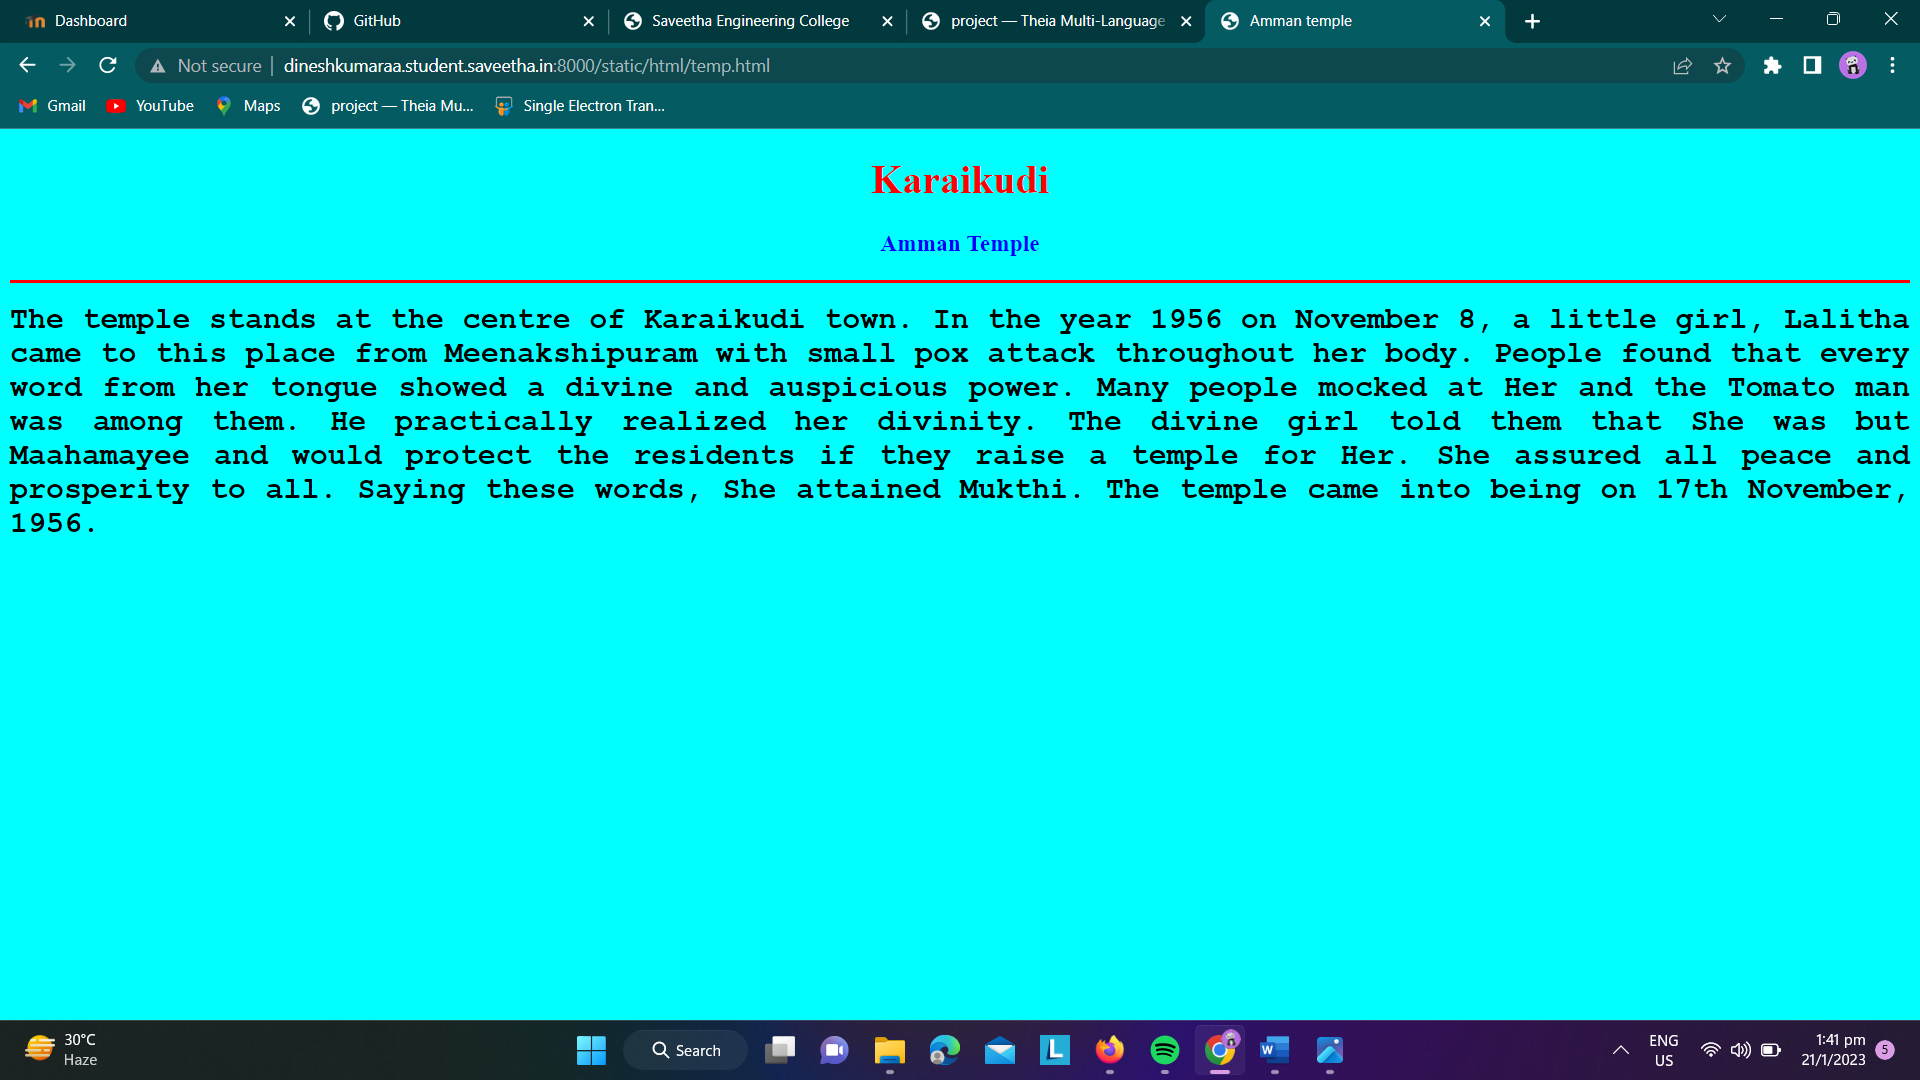 Dashboard
GitHub
Saveetha Engineering College
project — Theia Multi-Language
Amman temple
Not secure
dineshkumaraa.student.saveetha.in:8000/static/html/temp.html
Gmail
YouTube
Maps
project — Theia Mu...
Single Electron Tran...
Karaikudi
Amman Temple
The temple stands at the centre of Karaikudi town. In the year 1956 on November 8, a little girl, Lalitha
came to this place from Meenakshipuram with small pox attack throughout her body. People found that every
word from her tongue showed a divine and auspicious power. Many people mocked at Her and the Tomato man
was among them. He practically realized her divinity. The divine girl told them that She was but
Maahamayee and would protect the residents if they raise a temple for Her. She assured all peace and
prosperity to all. Saying these words, She attained Mukthi. The temple came into being on 17th November,
1956.
30°C
Haze
Search
L
W
ENG
US
1:41 pm
21/1/2023
5